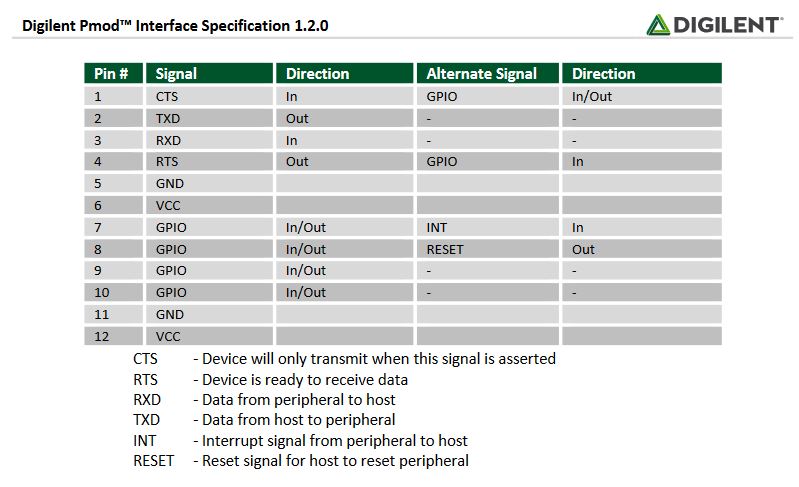 Digilent Pmod™ Interface Specification 1.2.0
DIGILENT®
Pin # Signal Direction Alternate Signal Direction
1 CTS In GPIO In/Out
2 TXD Out - -
3 RXD In - -
4 RTS Out GPIO In
5 GND
6 VCC
7 GPIO In/Out INT In
8 GPIO In/Out RESET Out
9 GPIO In/Out - -
10 GPIO In/Out - -
11 GND
12 VCC
CTS - Device will only transmit when this signal is asserted
RTS - Device is ready to receive data
RXD - Data from peripheral to host
TXD - Data from host to peripheral
INT - Interrupt signal from peripheral to host
RESET - Reset signal for host to reset peripheral